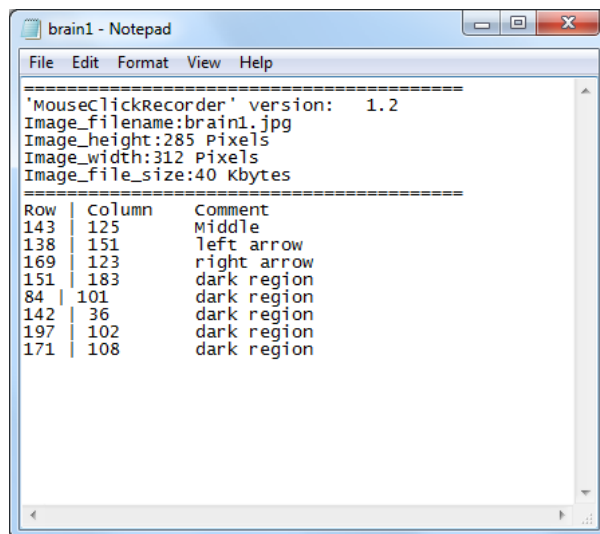 brain1 - Notepad
File Edit Format View Help
==========================================
'MouseClickRecorder' version:   1.2
Image_filename:brain1.jpg
Image_height:285 Pixels
Image_width:312 Pixels
Image_file_size:40 Kbytes
==========================================
Row | Column    Comment
143 | 125       Middle
138 | 151       left arrow
169 | 123       right arrow
151 | 183       dark region
84 | 101        dark region
142 | 36        dark region
197 | 102       dark region
171 | 108       dark region